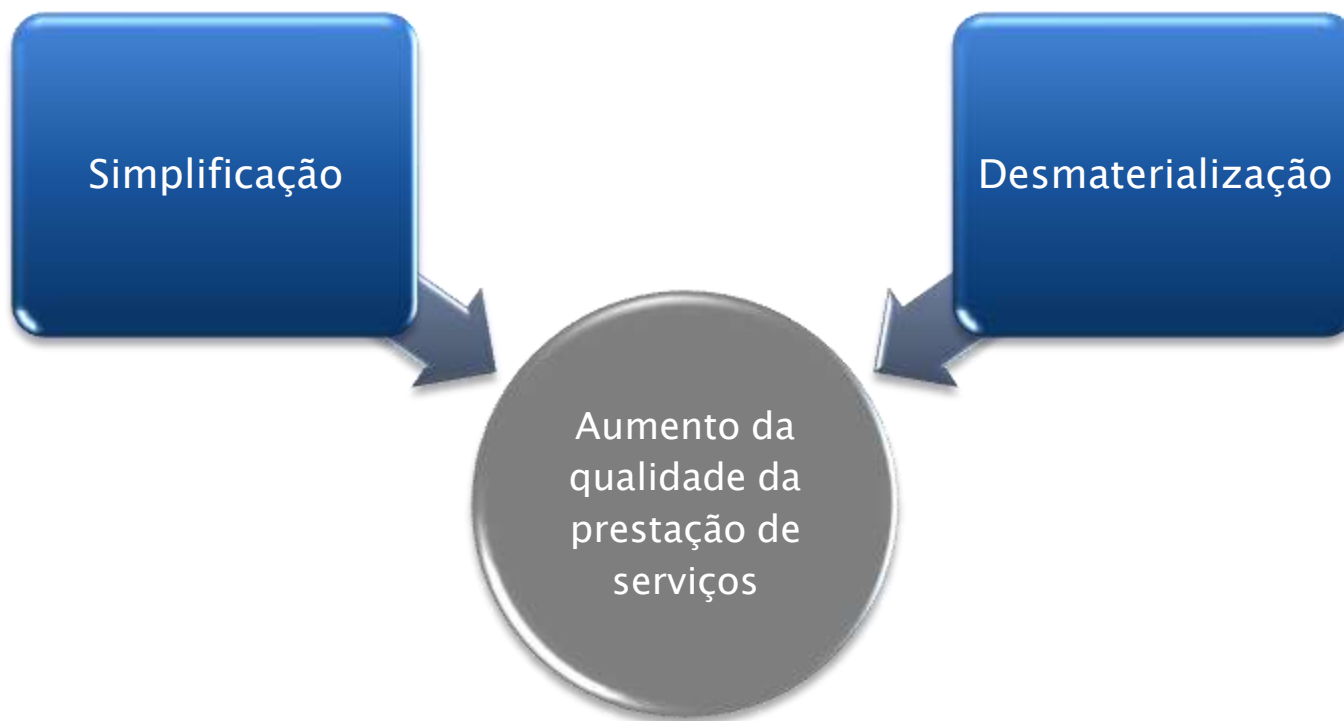 Simplificação
Desmaterialização
Aumento da
qualidade da
prestação de
serviços